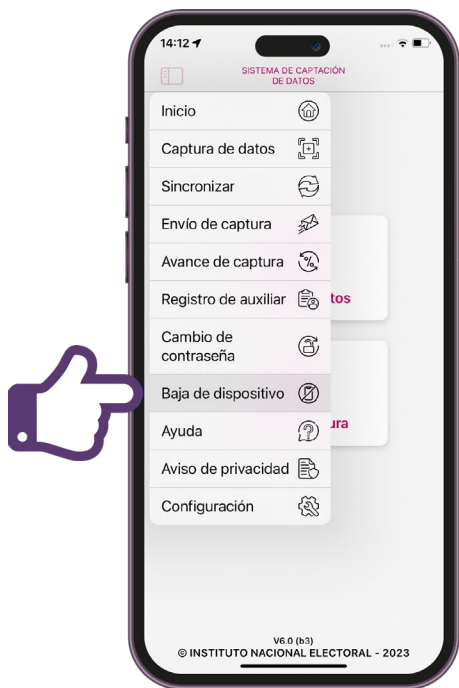 14:12
SISTEMA DE CAPTACIÓN
DE DATOS
Inicio
Captura de datos
Sincronizar
Envío de captura
Avance de captura
%
Registro de auxiliar
tos
Cambio de
contraseña
Baja de dispositivo
ura
Ayuda
Aviso de privacidad
Configuración
V6.0 (b3)
© INSTITUTO NACIONAL ELECTORAL - 2023